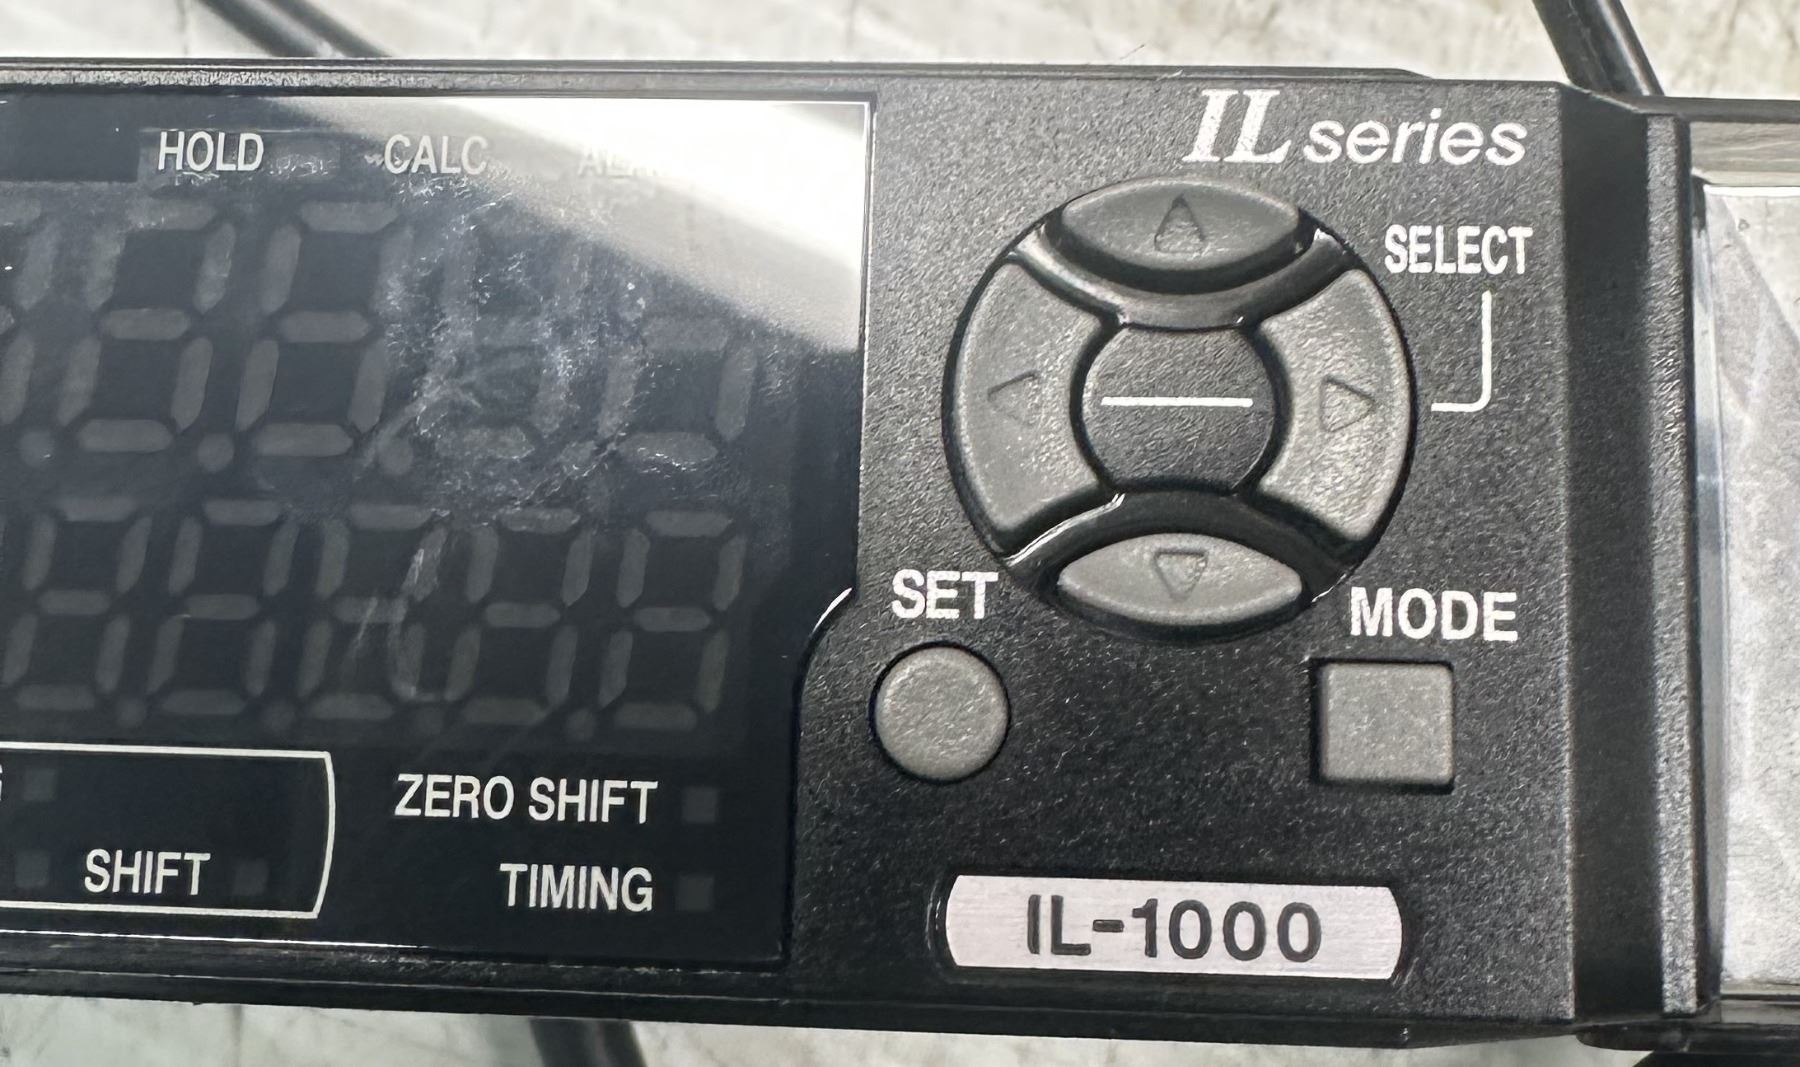 HOLD CALC
IL series
SELECT
SET
MODE
ZERO SHIFT
SHIFT
TIMING
IL-1000